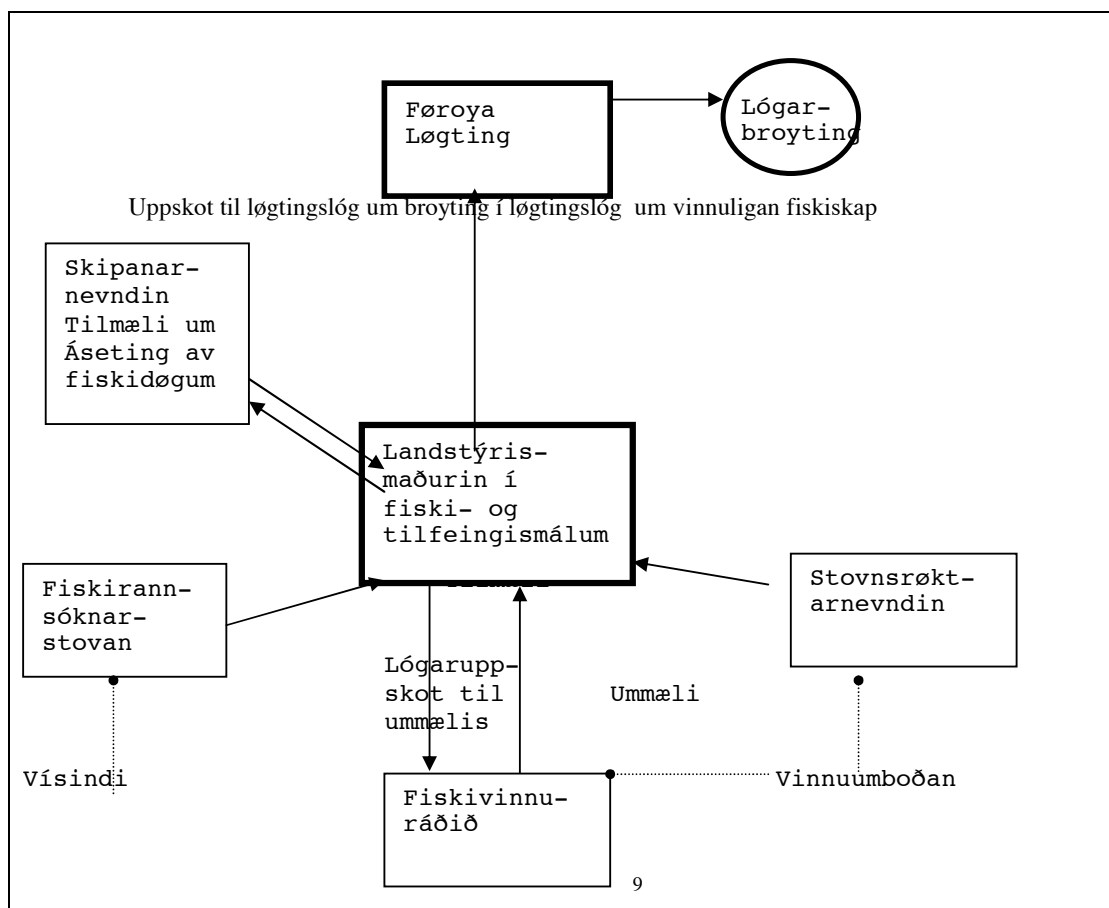 Føroya
Løgting
Lógar-
broyting
Uppskot til løgtingslóg um broyting í løgtingslóg um vinnuligan fiskiskap
Skipanar-
nevndin
Tilmæli um
Áseting av
fiskidøgum
Landstýris-
maðurin í
fiski- og
tilfeingismálum
Fiskirann-
sóknar-
stovan
Stovnsrøkt-
arnevndin
Lógarupp-
skot til
ummælis
Ummæli
Vísindi
Vinnuumboðan
Fiskivinnu-
ráðið
9